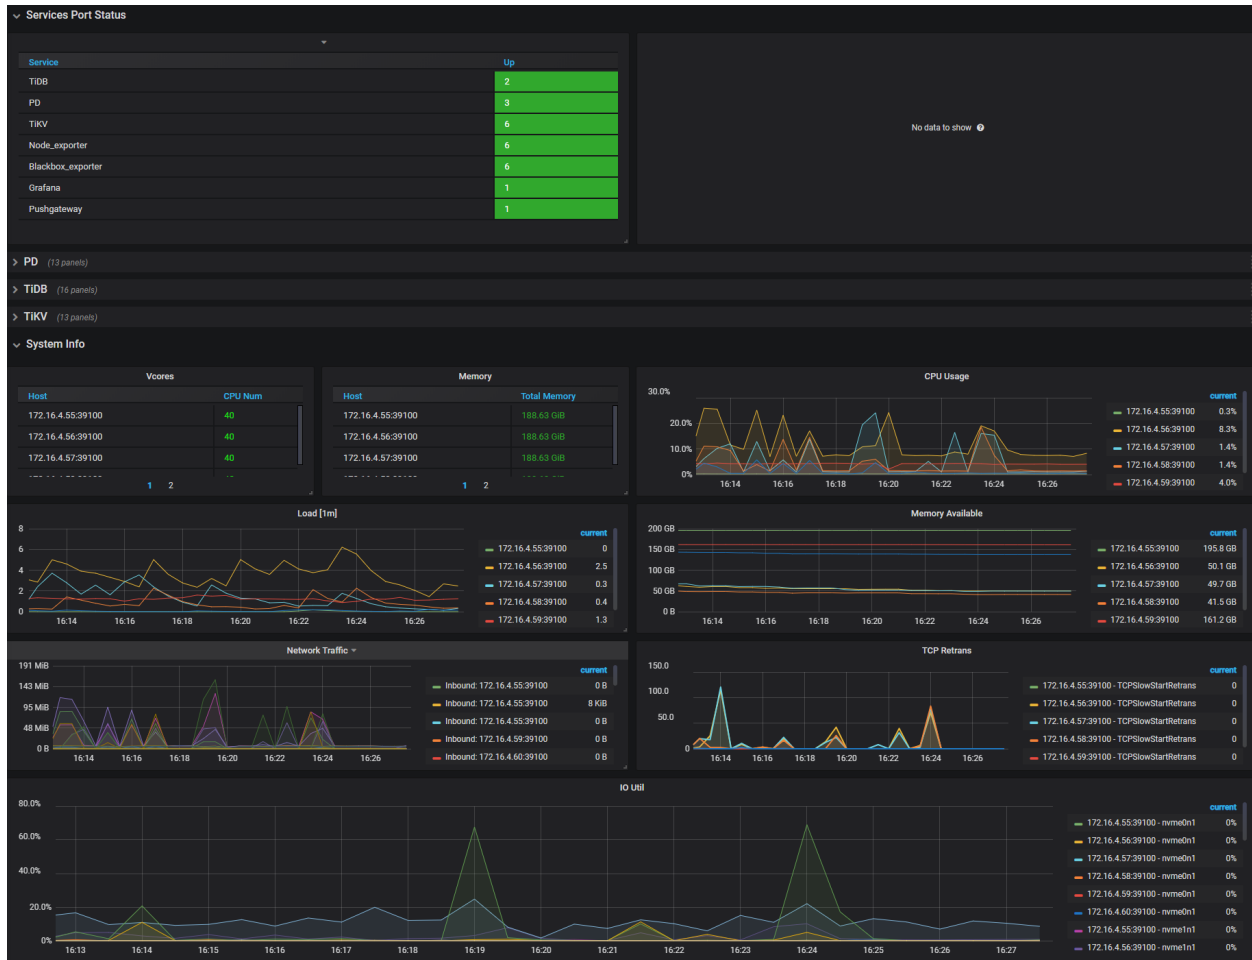 Services Port Status
Service Up
TiDB 2
PD 3
TiKV 6
Node_exporter 6
Blackbox_exporter 6
Grafana 1
Pushgateway 1
No data to show
PD (13 panels)
TiDB (16 panels)
TiKV (13 panels)
System Info
Vcores
Host CPU Num
172.16.4.55:39100 40
172.16.4.56:39100 40
172.16.4.57:39100 40
1 2
Memory
Host Total Memory
172.16.4.55:39100 188.63 GiB
172.16.4.56:39100 188.63 GiB
172.16.4.57:39100 188.63 GiB
1 2
CPU Usage
30.0%
20.0%
10.0%
0%
16:14 16:16 16:18 16:20 16:22 16:24 16:26
current
172.16.4.55:39100 0.3%
172.16.4.56:39100 8.3%
172.16.4.57:39100 1.4%
172.16.4.58:39100 1.4%
172.16.4.59:39100 4.0%
Load [1m]
8
6
4
2
0
16:14 16:16 16:18 16:20 16:22 16:24 16:26
current
172.16.4.55:39100 0
172.16.4.56:39100 2.5
172.16.4.57:39100 0.3
172.16.4.58:39100 0.4
172.16.4.59:39100 1.3
Memory Available
200 GB
150 GB
100 GB
50 GB
0 B
16:14 16:16 16:18 16:20 16:22 16:24 16:26
current
172.16.4.55:39100 195.8 GB
172.16.4.56:39100 50.1 GB
172.16.4.57:39100 49.7 GB
172.16.4.58:39100 41.5 GB
172.16.4.59:39100 161.2 GB
Network Traffic
191 MiB
143 MiB
95 MiB
48 MiB
0 B
16:14 16:16 16:18 16:20 16:22 16:24 16:26
current
Inbound: 172.16.4.55:39100 0 B
Inbound: 172.16.4.55:39100 8 KiB
Inbound: 172.16.4.55:39100 0 B
Inbound: 172.16.4.59:39100 0 B
Inbound: 172.16.4.60:39100 0 B
TCP Retrans
150.0
100.0
50.0
0
16:14 16:16 16:18 16:20 16:22 16:24 16:26
current
172.16.4.55:39100 - TCPSlowStartRetrans 0
172.16.4.56:39100 - TCPSlowStartRetrans 0
172.16.4.57:39100 - TCPSlowStartRetrans 0
172.16.4.58:39100 - TCPSlowStartRetrans 0
172.16.4.59:39100 - TCPSlowStartRetrans 0
IO Util
80.0%
60.0%
40.0%
20.0%
0%
16:13 16:14 16:15 16:16 16:17 16:18 16:19 16:20 16:21 16:22 16:23 16:24 16:25 16:26 16:27
current
172.16.4.55:39100 - nvme0n1 0%
172.16.4.56:39100 - nvme0n1 0%
172.16.4.57:39100 - nvme0n1 0%
172.16.4.58:39100 - nvme0n1 0%
172.16.4.59:39100 - nvme0n1 0%
172.16.4.60:39100 - nvme0n1 0%
172.16.4.55:39100 - nvme1n1 0%
172.16.4.56:39100 - nvme1n1 0%